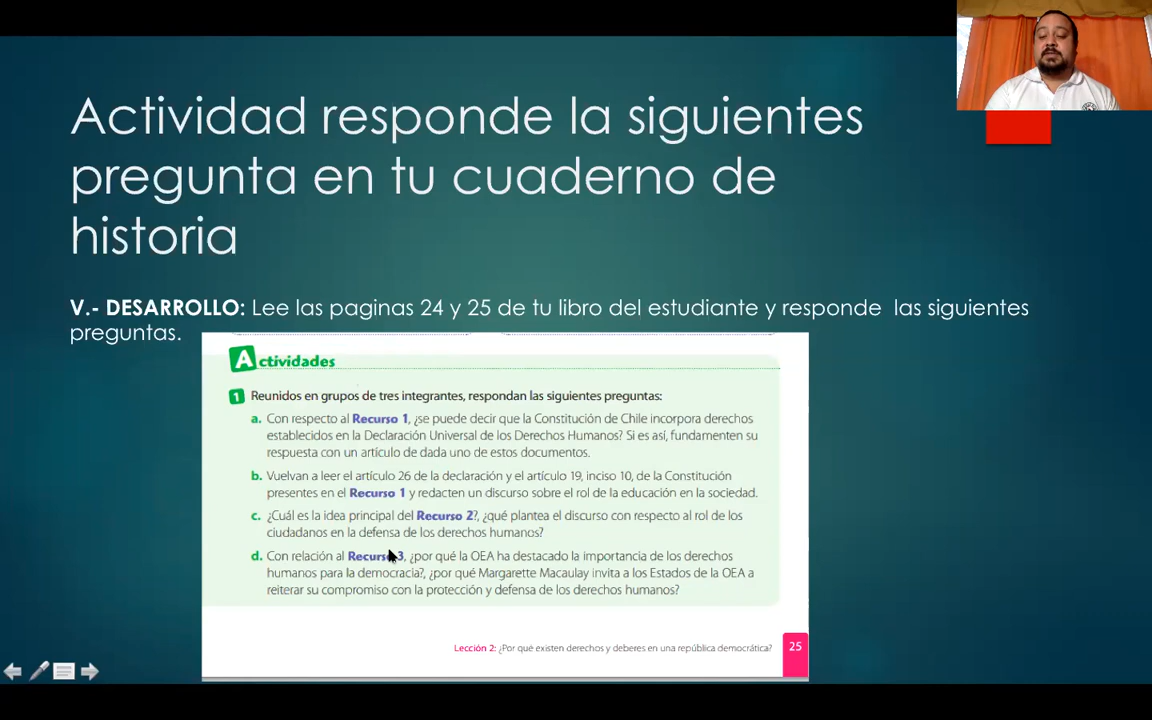 Actividad responde la siguientes
pregunta en tu cuaderno de
historia
V.- DESARROLLO: Lee las paginas 24 y 25 de tu libro del estudiante y responde las siguientes
preguntas.
Actividades
1 Reunidos en grupos de tres integrantes, respondan las siguientes preguntas:
a. Con respecto al Recurso 1, ¿se puede decir que la Constitución de Chile incorpora derechos
establecidos en la Declaración Universal de los Derechos Humanos? Si es así, fundamenten su
respuesta con un artículo de dada uno de estos documentos.
b. Vuelvan a leer el artículo 26 de la declaración y el artículo 19, inciso 10, de la Constitución
presentes en el Recurso 1 y redacten un discurso sobre el rol de la educación en la sociedad.
c. ¿Cuál es la idea principal del Recurso 2?, ¿qué plantea el discurso con respecto al rol de los
ciudadanos en la defensa de los derechos humanos?
d. Con relación al Recurso 3, ¿por qué la OEA ha destacado la importancia de los derechos
humanos para la democracia?, ¿por qué Margarette Macaulay invita a los Estados de la OEA a
reiterar su compromiso con la protección y defensa de los derechos humanos?
Lección 2: ¿Por qué existen derechos y deberes en una república democrática? 25